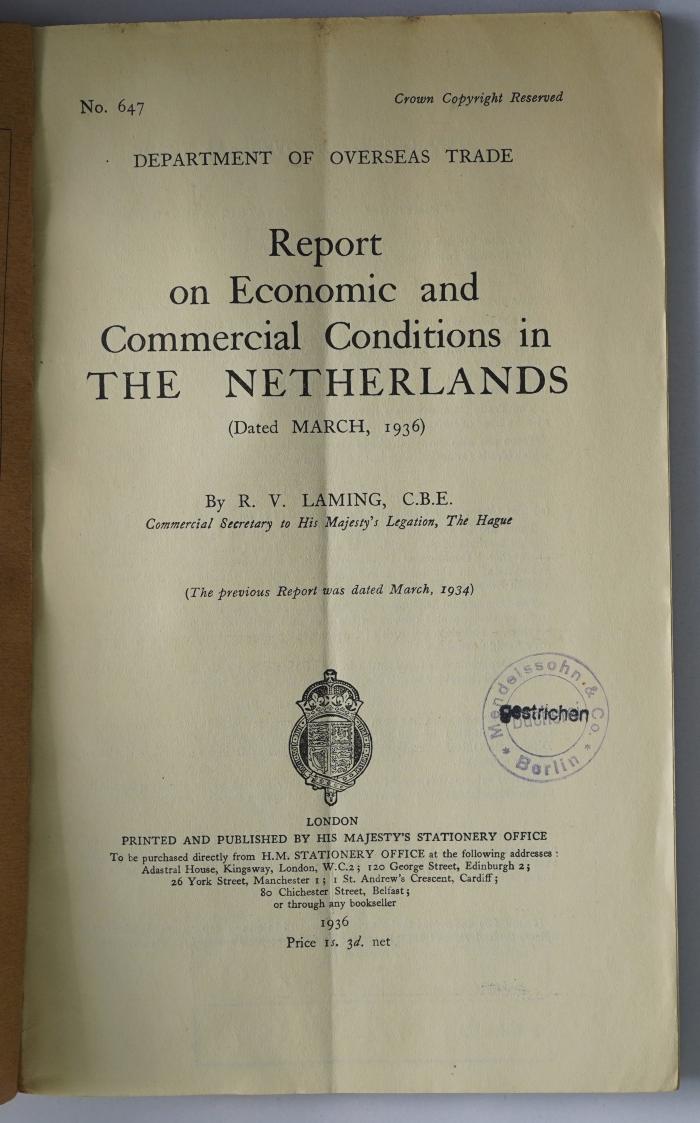 No. 647
Crown Copyright Reserved
DEPARTMENT OF OVERSEAS TRADE
Report
on Economic and
Commercial Conditions in
THE NETHERLANDS
(Dated MARCH, 1936)
By R. V. LAMING, C.B.E.
Commercial Secretary to His Majesty's Legation, The Hague
(The previous Report was dated March, 1934)
Mendelssohn & Co.
gestrichen
* Berlin *
LONDON
PRINTED AND PUBLISHED BY HIS MAJESTY'S STATIONERY OFFICE
To be purchased directly from H.M. STATIONERY OFFICE at the following addresses:
Adastral House, Kingsway, London, W.C.2; 120 George Street, Edinburgh 2;
26 York Street, Manchester 1; 1 St. Andrew's Crescent, Cardiff;
80 Chichester Street, Belfast;
or through any bookseller
1936
Price 1s. 3d. net